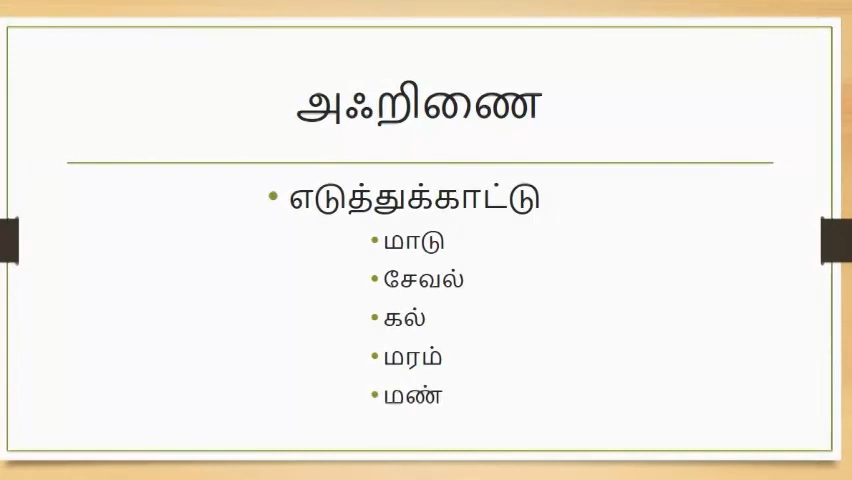 அஃறிணை
• எடுத்துக்காட்டு
• மாடு
• சேவல்
• கல்
• மரம்
• மண்